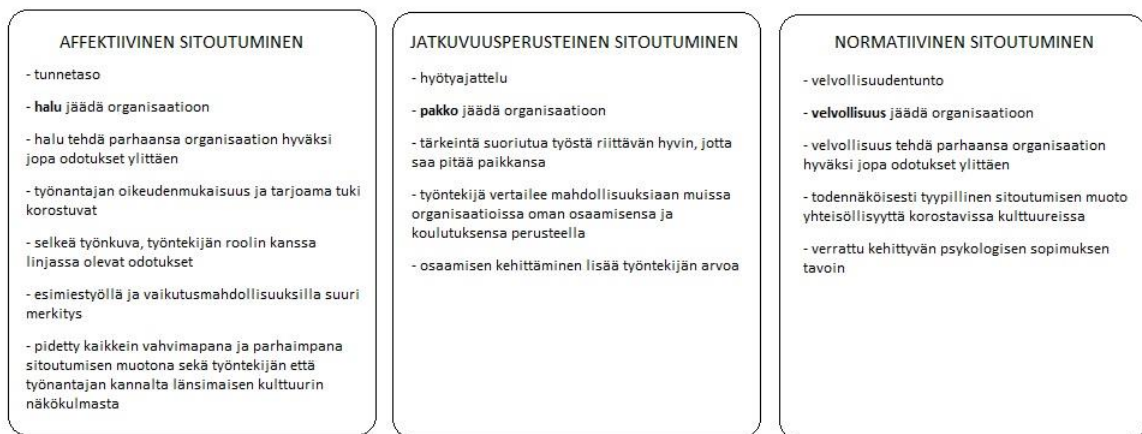 AFFEKTIIVINEN SITOUTUMINEN
- tunnetaso
- halu jäädä organisaatioon
- halu tehdä parhaansa organisaation hyväksi
jopa odotukset ylittäen
- työnantajan oikeudenmukaisuus ja tarjoama tuki
korostuvat
- selkeä työnkuva, työntekijän roolin kanssa
linjassa olevat odotukset
- esimiestyöllä ja vaikutusmahdollisuuksilla suuri
merkitys
- pidetty kaikkein vahvimapana ja parhaimpana
sitoutumisen muotona sekä työntekijän että
työnantajan kannalta länsimaisen kulttuurin
näkökulmasta
JATKUVUUSPERUSTEINEN SITOUTUMINEN
- hyötyajattelu
- pakko jäädä organisaatioon
- tärkeintä suoriutua työstä riittävän hyvin, jotta
saa pitää paikkansa
- työntekijä vertailee mahdollisuuksiaan muissa
organisaatioissa oman osaamisensa ja
koulutuksensa perusteella
- osaamisen kehittäminen lisää työntekijän arvoa
NORMATIIVINEN SITOUTUMINEN
- velvollisuudentunto
- velvollisuus jäädä organisaatioon
- velvollisuus tehdä parhaansa organisaation
hyväksi jopa odotukset ylittäen
- todennäköisesti tyypillinen sitoutumisen muoto
yhteisöllisyyttä korostavissa kulttuureissa
- verrattu kehittyvän psykologisen sopimuksen
tavoin